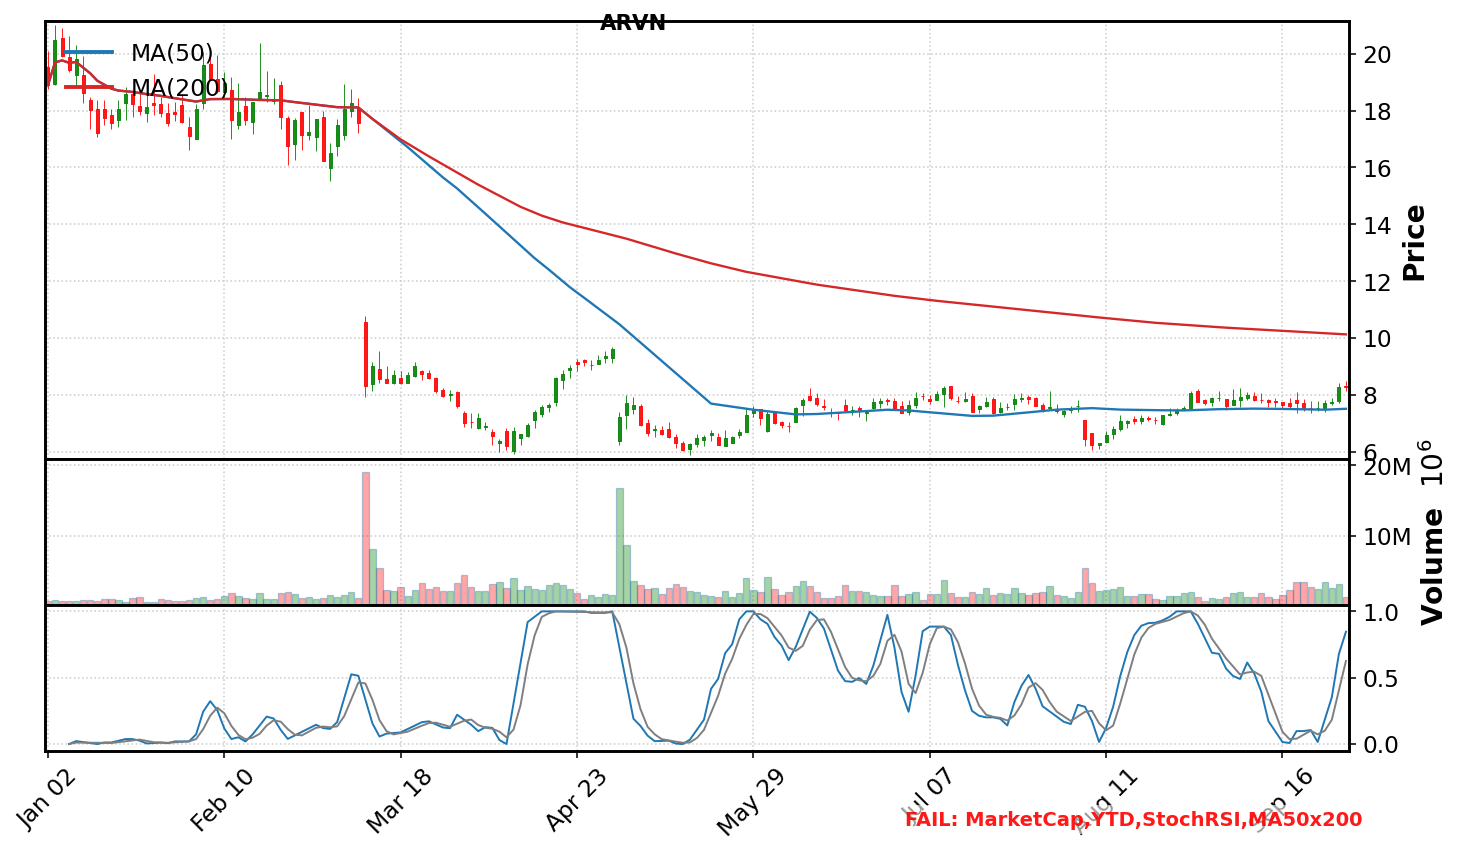 ARVN
MA(50)
MA(200)
20
18
16
14
12
10
8
6
Price
20M
10M
Volume 10^6
1.0
0.5
0.0
Jan 02
Feb 10
Mar 18
Apr 23
May 29
Jul 07
Aug 11
Sep 16
FAIL: MarketCap,YTD,StochRSI,MA50x200